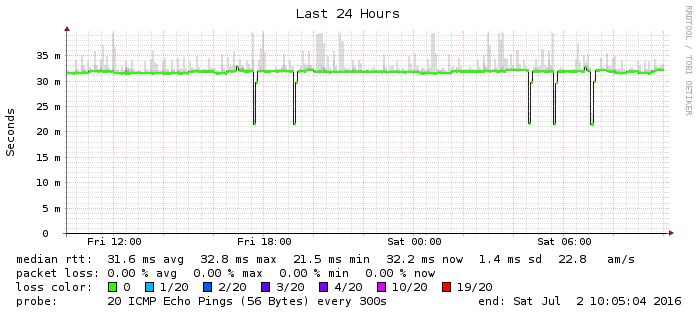 Last 24 Hours
RRDTOOL / TOBI OETIKER
Seconds
35 m
30 m
25 m
20 m
15 m
10 m
5 m
0
Fri 12:00 Fri 18:00 Sat 00:00 Sat 06:00
median rtt: 31.6 ms avg 32.8 ms max 21.5 ms min 32.2 ms now 1.4 ms sd 22.8 am/s
packet loss: 0.00 % avg 0.00 % max 0.00 % min 0.00 % now
loss color: 0 1/20 2/20 3/20 4/20 10/20 19/20
probe: 20 ICMP Echo Pings (56 Bytes) every 300s end: Sat Jul 2 10:05:04 2016